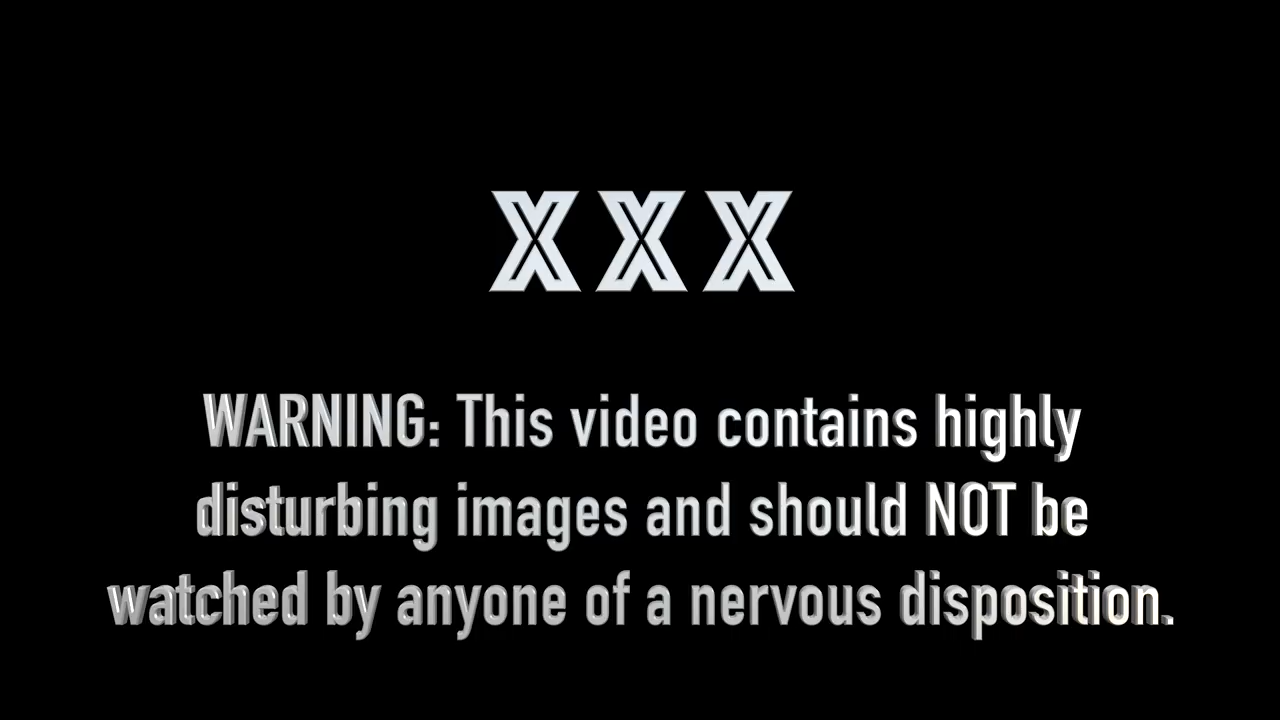 XXX
WARNING: This video contains highly
disturbing images and should NOT be
watched by anyone of a nervous disposition.